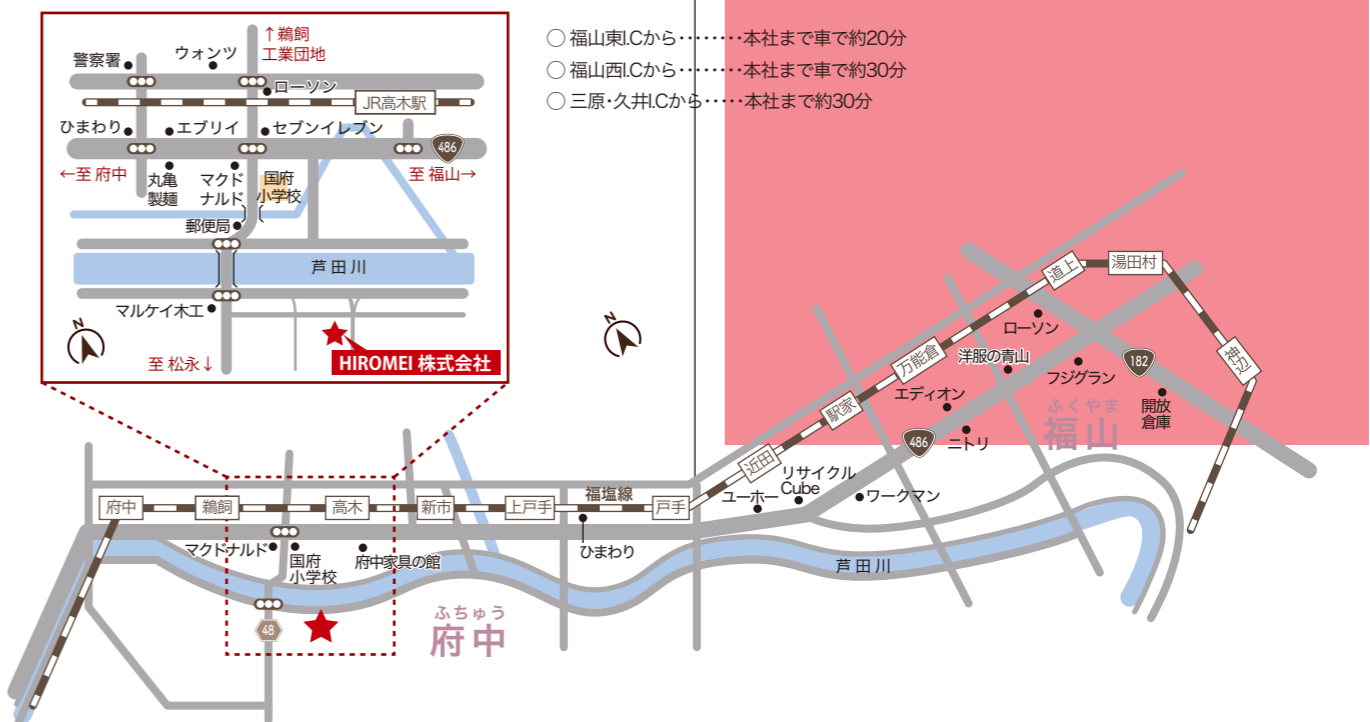 ↑鵜飼
工業団地
警察署
ウォンツ
ローソン
JR高木駅
ひまわり
エブリイ
セブンイレブン
486
←至 府中
丸亀
製麺
マクド
ナルド
国府
小学校
至 福山→
郵便局
芦田川
マルケイ木工
N
至 松永↓
HIROMEI 株式会社
○ 福山東I.Cから‥‥‥‥本社まで車で約20分
○ 福山西I.Cから‥‥‥‥本社まで車で約30分
○ 三原・久井I.Cから‥‥‥本社まで約30分
N
湯田村
道上
ローソン
神辺
万能倉
洋服の青山
フジグラン
182
エディオン
駅家
ふくやま
福山
開放
倉庫
486
ニトリ
近田
リサイクル
Cube
ユーホー
ワークマン
府中
鵜飼
高木
新市
上戸手
福塩線
戸手
マクドナルド
国府
小学校
府中家具の館
ひまわり
芦田川
48
ふちゅう
府中